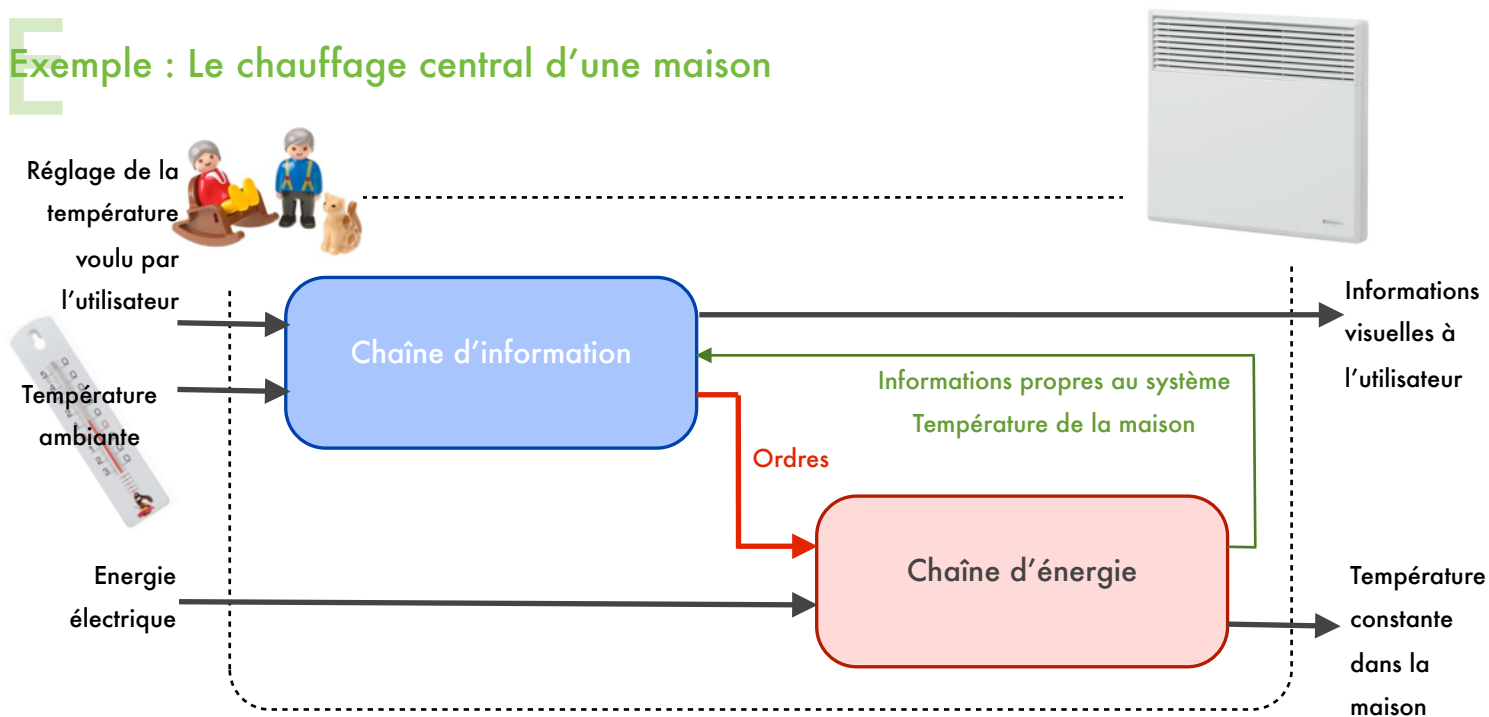 E
Exemple : Le chauffage central d’une maison
Réglage de la
température
voulu par
l’utilisateur
Température
ambiante
Energie
électrique
Chaîne d’information
Ordres
Informations propres au système
Température de la maison
Chaîne d’énergie
Informations
visuelles à
l’utilisateur
Température
constante
dans la
maison